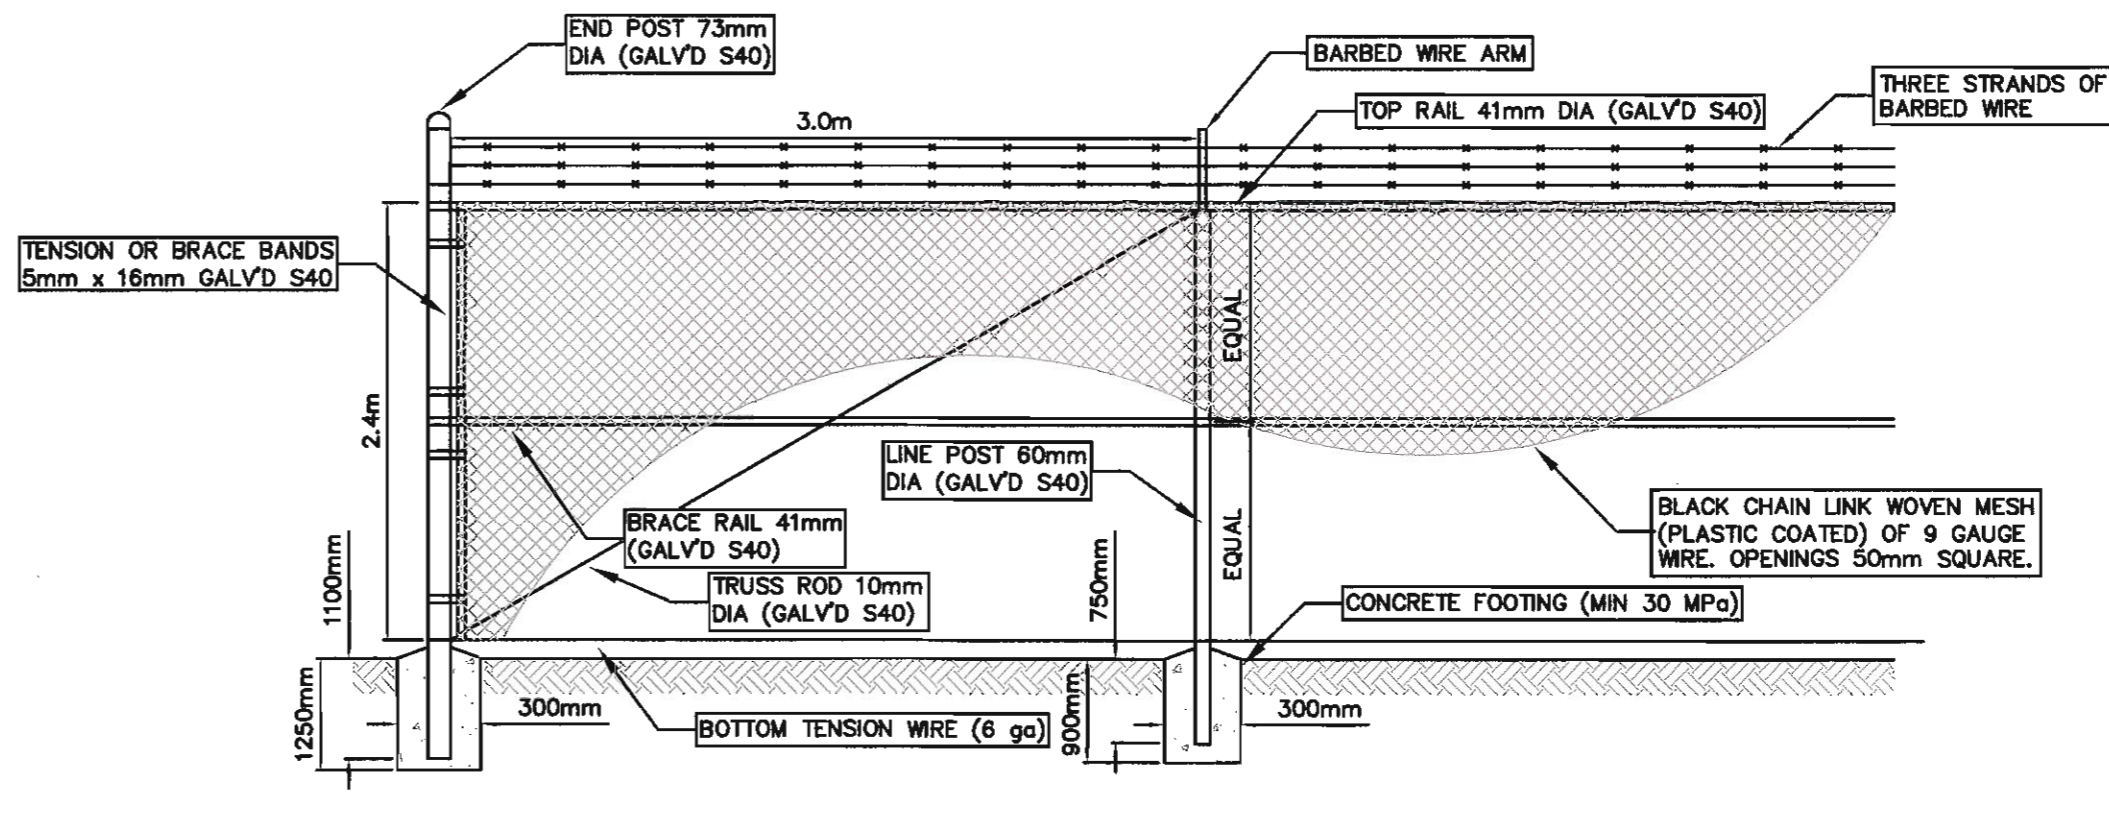 END POST 73mm
DIA (GALV'D S40)
BARBED WIRE ARM
THREE STRANDS OF
BARBED WIRE
TOP RAIL 41mm DIA (GALV'D S40)
3.0m
TENSION OR BRACE BANDS
5mm x 16mm GALV'D S40
EQUAL
2.4m
LINE POST 60mm
DIA (GALV'D S40)
BRACE RAIL 41mm
(GALV'D S40)
BLACK CHAIN LINK WOVEN MESH
(PLASTIC COATED) OF 9 GAUGE
WIRE. OPENINGS 50mm SQUARE.
EQUAL
TRUSS ROD 10mm
DIA (GALV'D S40)
1100mm
750mm
CONCRETE FOOTING (MIN 30 MPa)
1250mm
300mm
BOTTOM TENSION WIRE (6 ga)
900mm
300mm